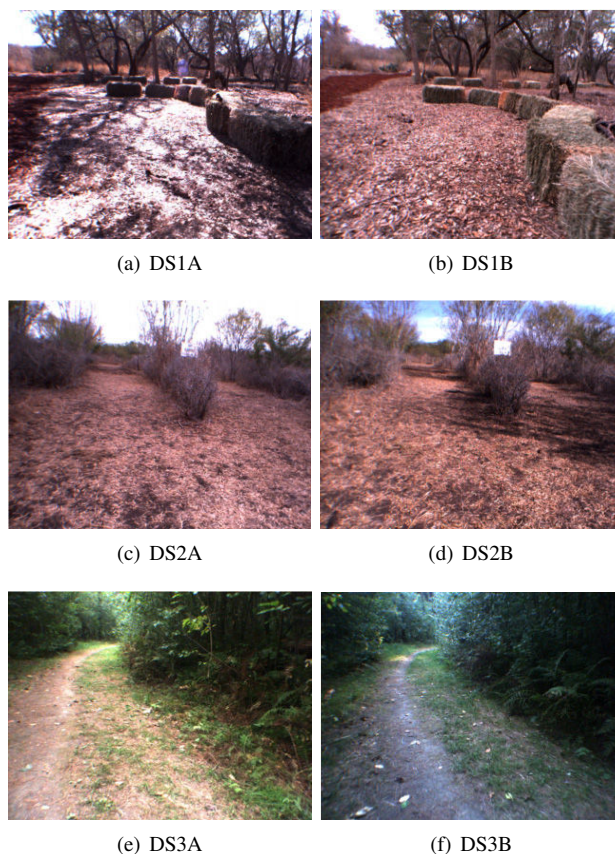 (a) DS1A
(b) DS1B
(c) DS2A
(d) DS2B
(e) DS3A
(f) DS3B